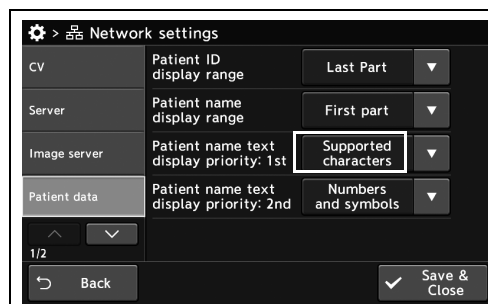 > Network settings
CV
Server
Image server
Patient data
1/2
Patient ID
display range
Last Part
Patient name
display range
First part
Patient name text
display priority: 1st
Supported
characters
Patient name text
display priority: 2nd
Numbers
and symbols
Back
Save &
Close